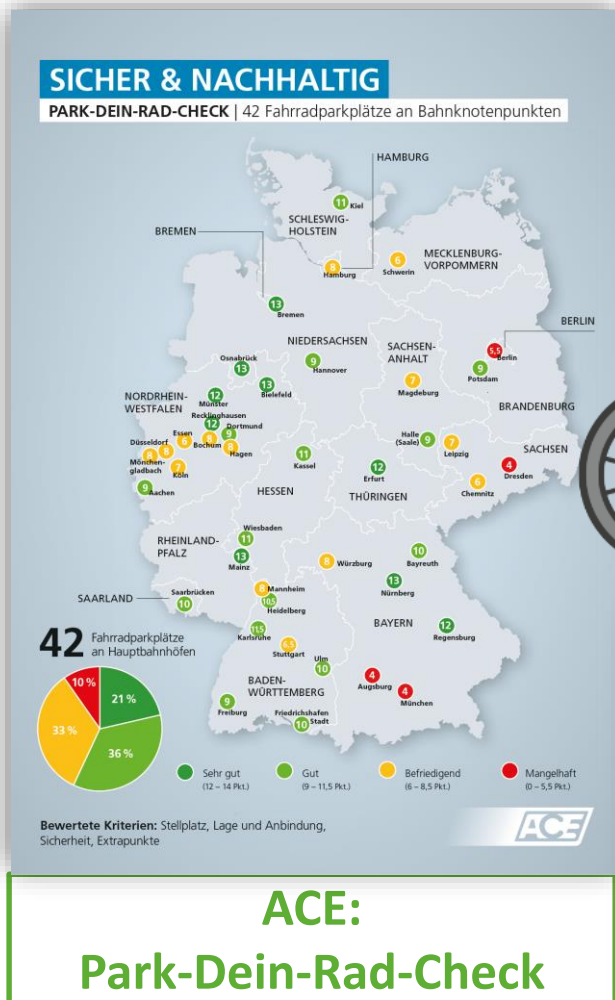 SICHER & NACHHALTIG
PARK-DEIN-RAD-CHECK | 42 Fahrradparkplätze an Bahnknotenpunkten
HAMBURG
11 Kiel
SCHLESWIG-
HOLSTEIN
BREMEN
8
Hamburg
6
Schwerin
MECKLENBURG-
VORPOMMERN
13
Bremen
BERLIN
NIEDERSACHSEN
9
Hannover
SACHSEN-
ANHALT
5,5
Berlin
9
Potsdam
Osnabrück
13
13
Bielefeld
7
Magdeburg
BRANDENBURG
NORDRHEIN-
WESTFALEN
12
Münster
Recklinghausen
12
Dortmund
9
Essen
6
8
Bochum
8
Hagen
Düsseldorf
8
8
Mönchen-
gladbach
7
Köln
9
Aachen
11
Kassel
Halle
(Saale)
9
7
Leipzig
SACHSEN
4
Dresden
12
Erfurt
6
Chemnitz
HESSEN
THÜRINGEN
RHEINLAND-
PFALZ
Wiesbaden
11
13
Mainz
8 Würzburg
10
Bayreuth
SAARLAND
Saarbrücken
10
8 Mannheim
10,5
Heidelberg
13
Nürnberg
BAYERN
12
Regensburg
11,5
Karlsruhe
6,5
Stuttgart
Ulm
10
4
Augsburg
4
München
BADEN-
WÜRTTEMBERG
9
Freiburg
Friedrichshafen
Stadt
10
42 Fahrradparkplätze
an Hauptbahnhöfen
10 %
21 %
33 %
36 %
Sehr gut
(12 – 14 Pkt.)
Gut
(9 – 11,5 Pkt.)
Befriedigend
(6 – 8,5 Pkt.)
Mangelhaft
(0 – 5,5 Pkt.)
Bewertete Kriterien: Stellplatz, Lage und Anbindung,
Sicherheit, Extrapunkte
ACE
ACE:
Park-Dein-Rad-Check